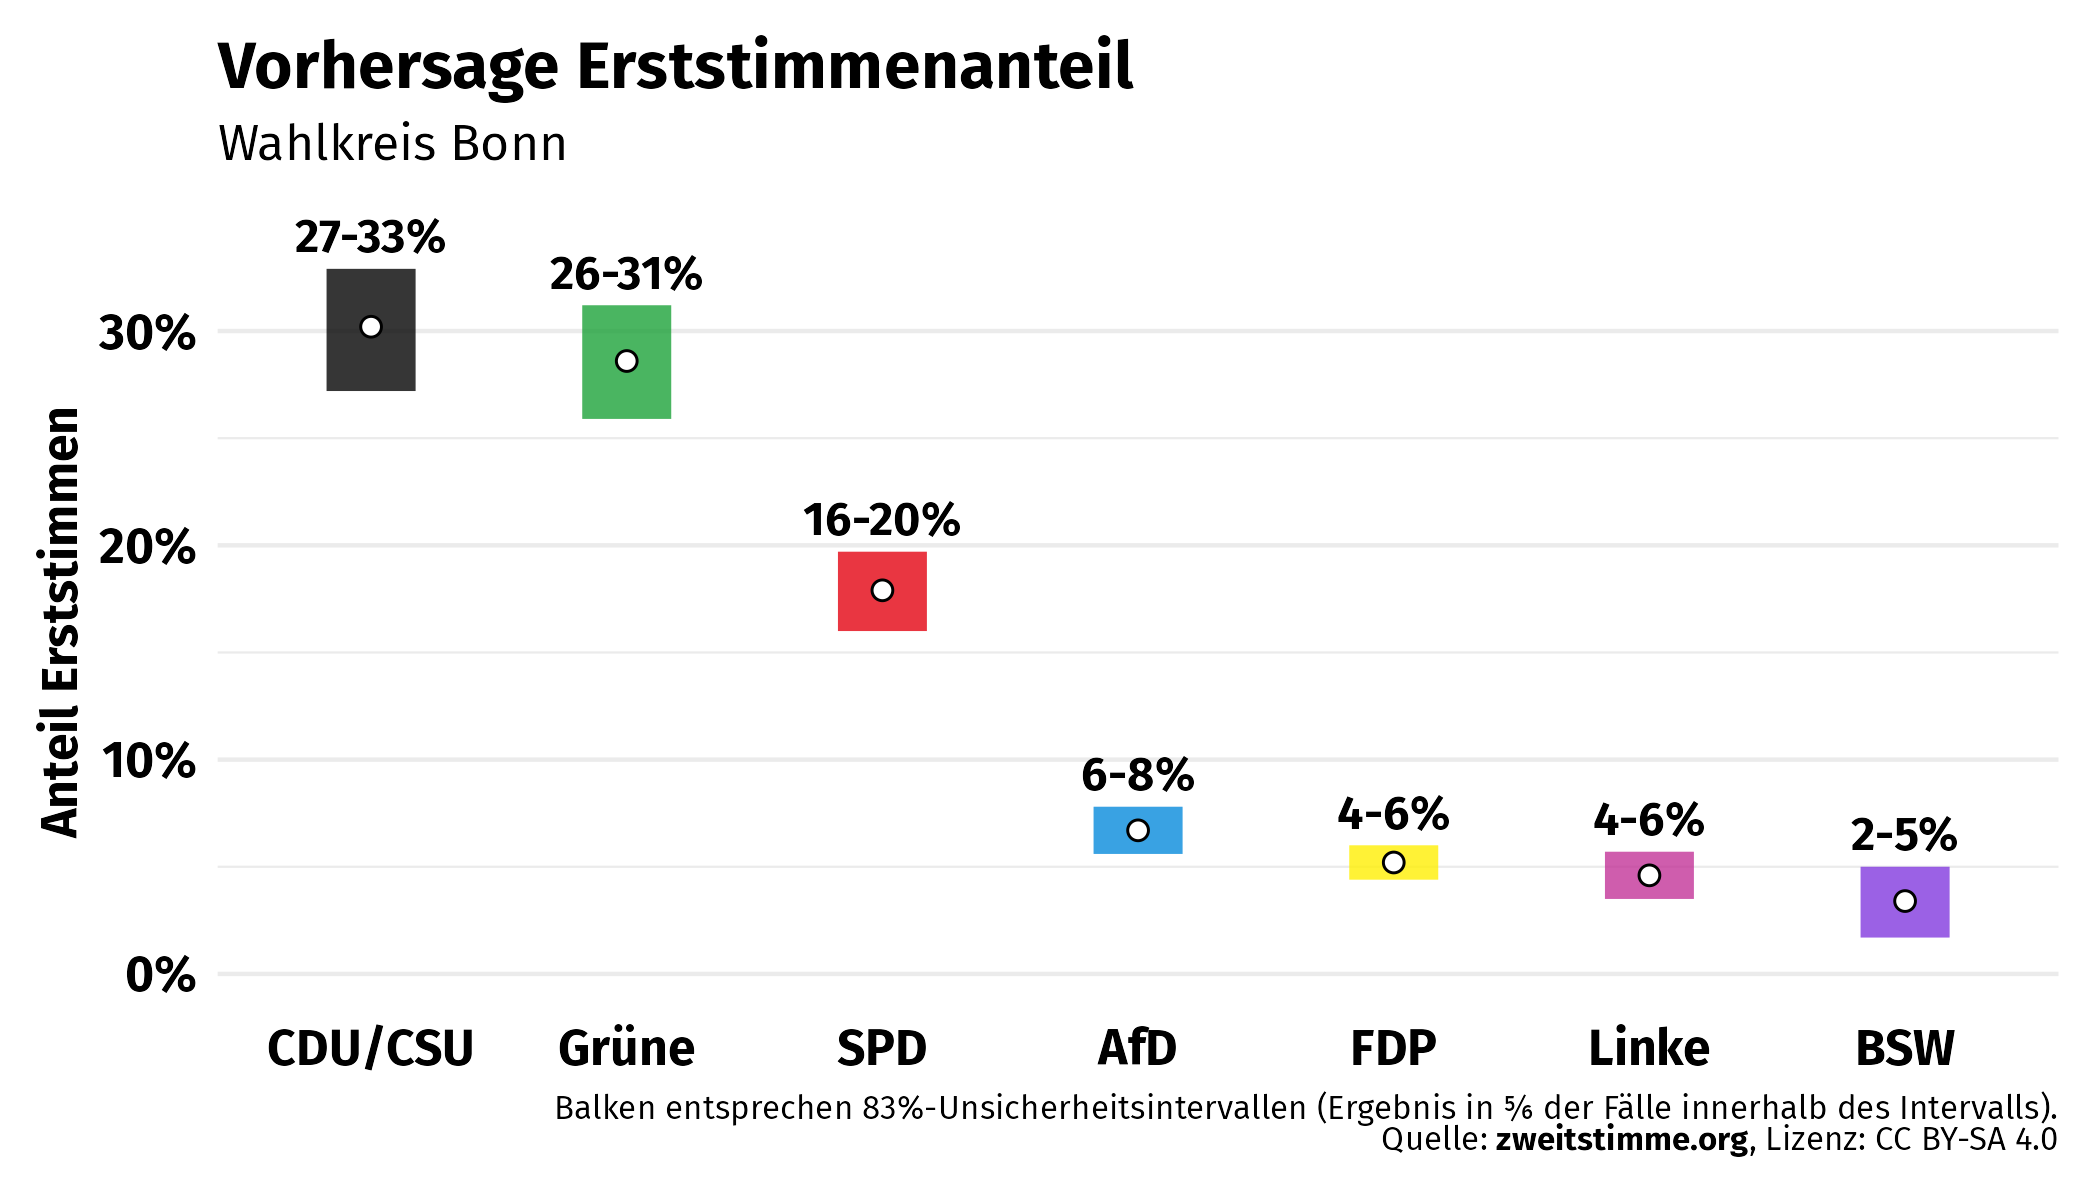 Vorhersage Erststimmenanteil
Wahlkreis Bonn
27-33%
26-31%
16-20%
6-8%
4-6%
4-6%
2-5%
30%
20%
10%
0%
Anteil Erststimmen
CDU/CSU
Grüne
SPD
AfD
FDP
Linke
BSW
Balken entsprechen 83%-Unsicherheitsintervallen (Ergebnis in ⅚ der Fälle innerhalb des Intervalls).
Quelle: zweitstimme.org, Lizenz: CC BY-SA 4.0